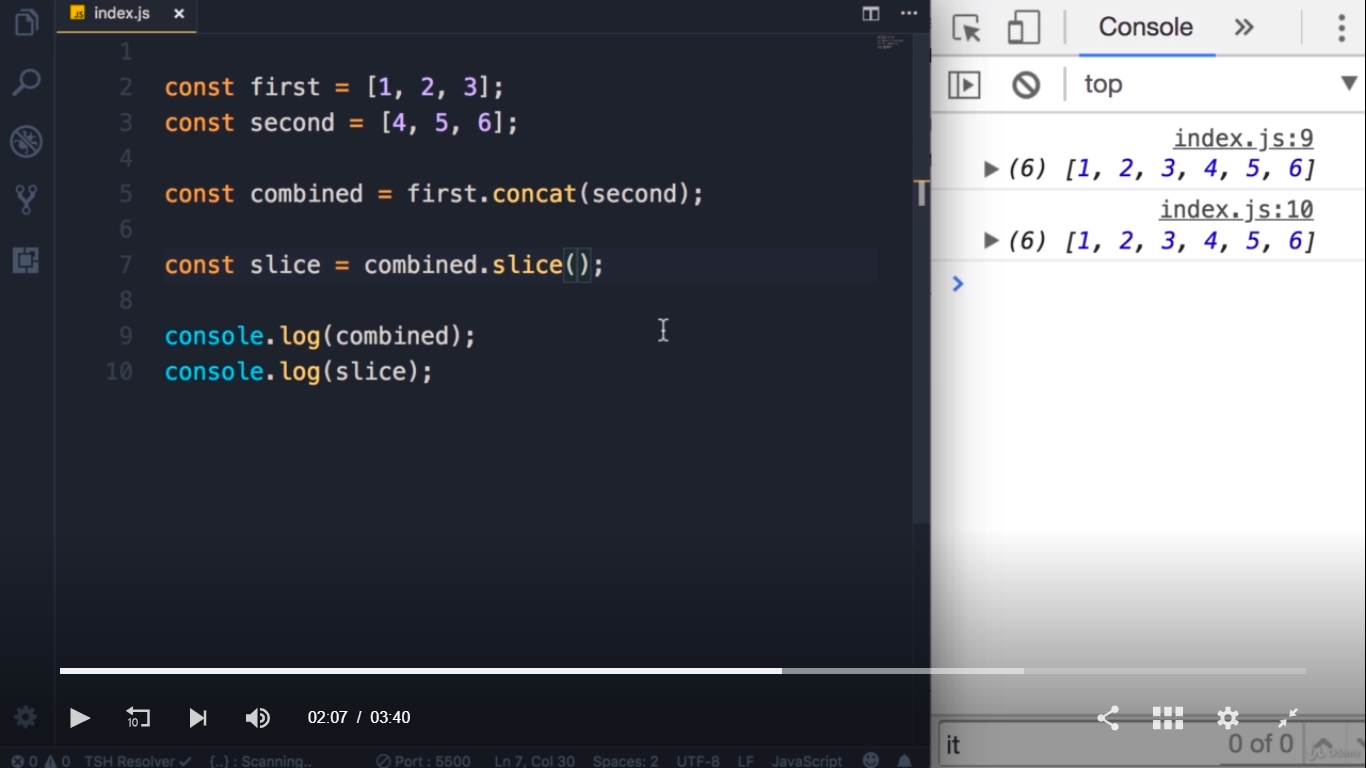 JS index.js ×
1
2 const first = [1, 2, 3];
3 const second = [4, 5, 6];
4
5 const combined = first.concat(second);
6
7 const slice = combined.slice();
8
9 console.log(combined);
10 console.log(slice);
Console
top
index.js:9
(6) [1, 2, 3, 4, 5, 6]
index.js:10
(6) [1, 2, 3, 4, 5, 6]
10
02:07 / 03:40
it 0 of 0
0 0 TSH Resolver {..} : Scanning.. Port : 5500 Ln 7, Col 30 Spaces: 2 UTF-8 LF JavaScript